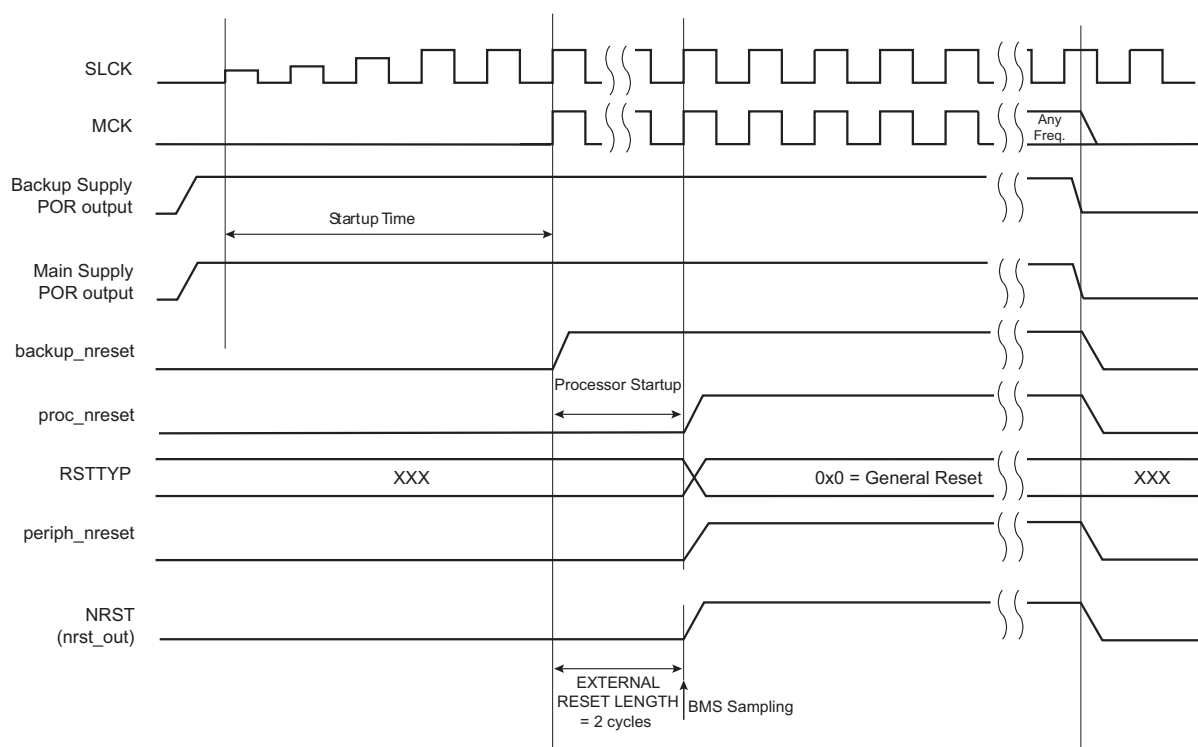 SLCK
MCK
Any
Freq.
Backup Supply
POR output
Startup Time
Main Supply
POR output
backup_nreset
Processor Startup
proc_nreset
RSTTYP
XXX
0x0 = General Reset
XXX
periph_nreset
NRST
(nrst_out)
EXTERNAL
RESET LENGTH
= 2 cycles
BMS Sampling